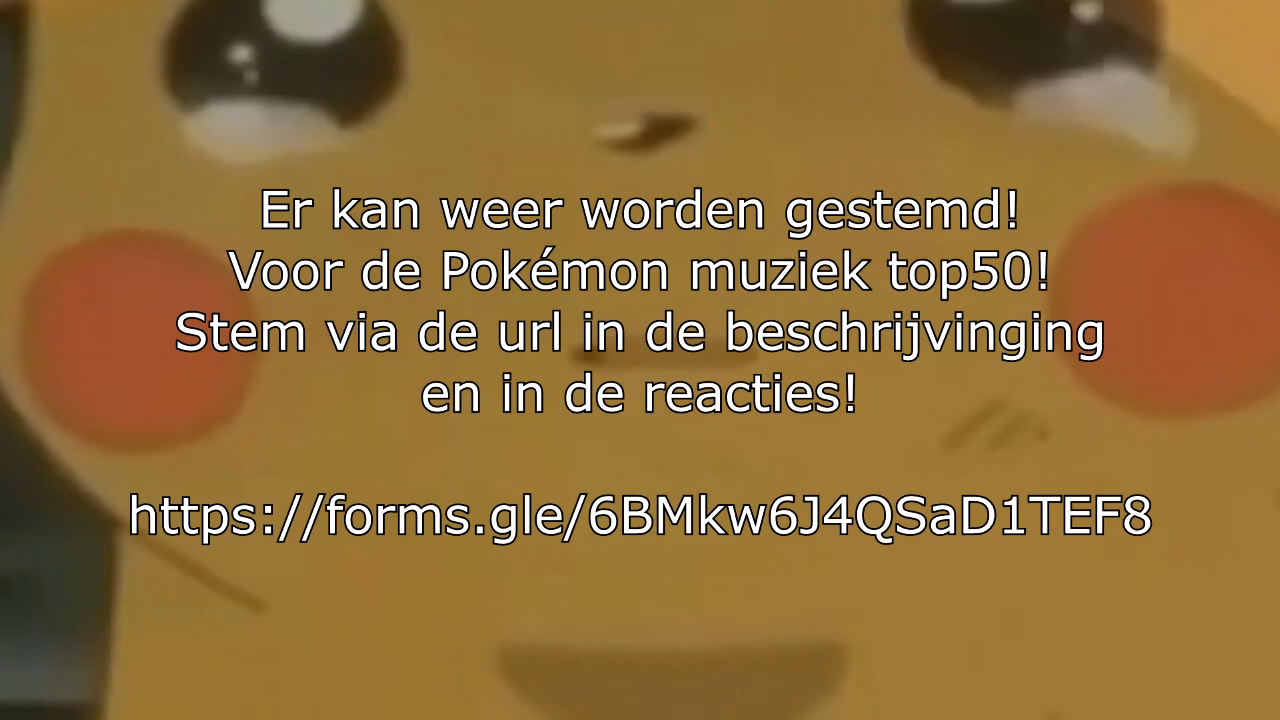 Er kan weer worden gestemd!
Voor de Pokémon muziek top50!
Stem via de url in de beschrijvinging
en in de reacties!
https://forms.gle/6BMkw6J4QSaD1TEF8